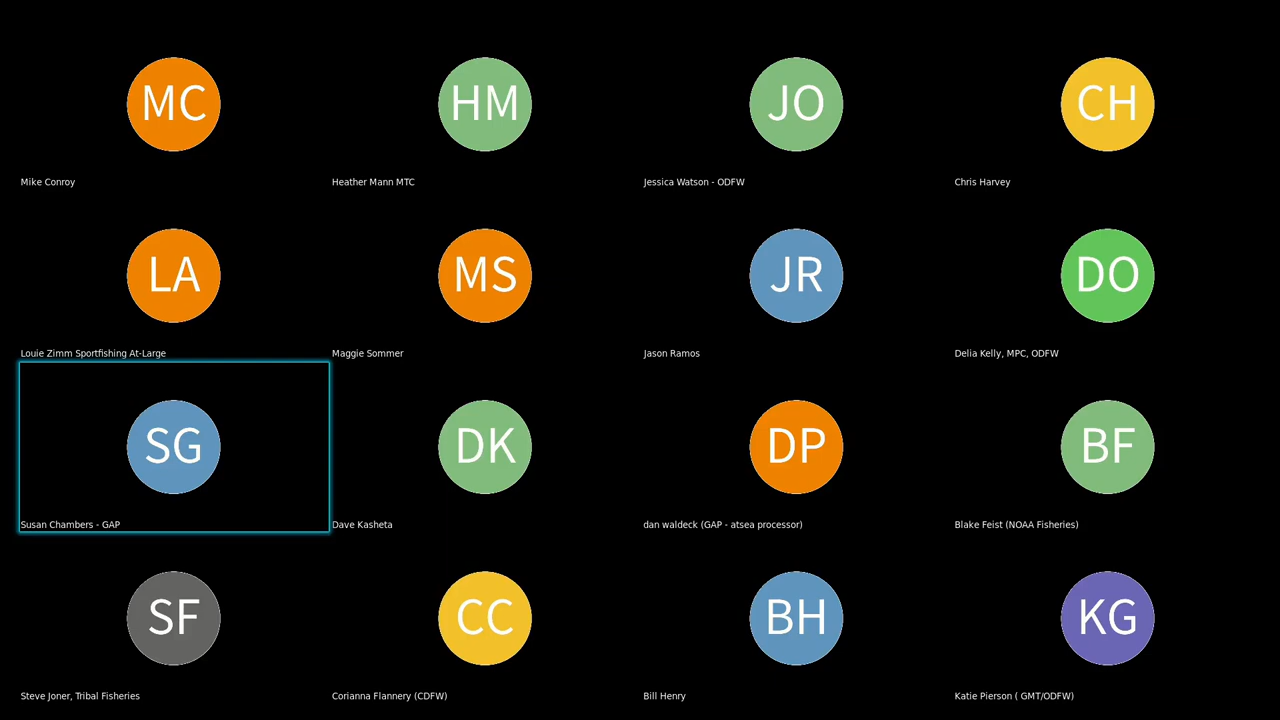 MC
HM
JO
CH
Mike Conroy
Heather Mann MTC
Jessica Watson - ODFW
Chris Harvey
LA
MS
JR
DO
Louie Zimm Sportfishing At-Large
Maggie Sommer
Jason Ramos
Delia Kelly, MPC, ODFW
SG
DK
DP
BF
Susan Chambers - GAP
Dave Kasheta
dan waldeck (GAP - atsea processor)
Blake Feist (NOAA Fisheries)
SF
CC
BH
KG
Steve Joner, Tribal Fisheries
Corianna Flannery (CDFW)
Bill Henry
Katie Pierson ( GMT/ODFW)